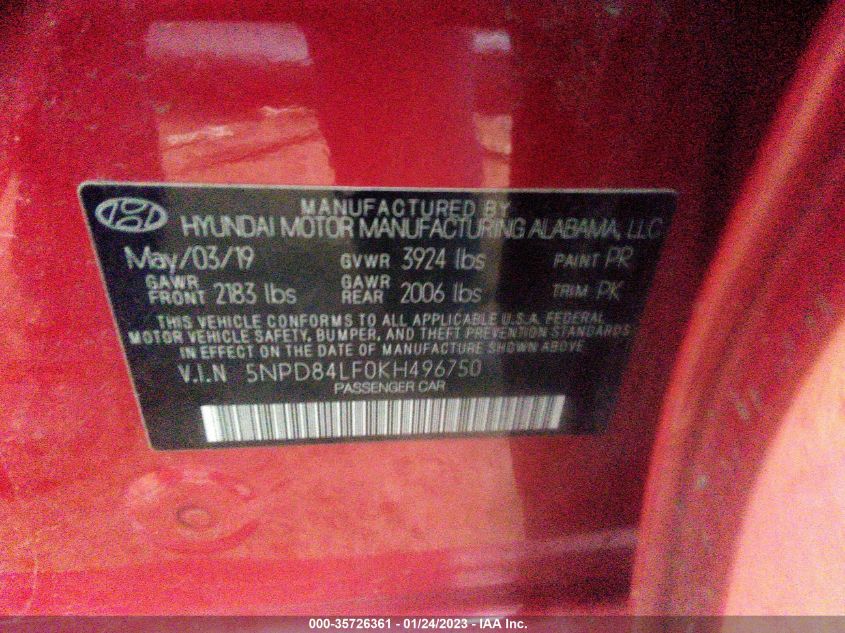 MANUFACTURED BY
HYUNDAI MOTOR MANUFACTURING ALABAMA, LLC
May/03/19 GVWR 3924 lbs PAINT PR
GAWR FRONT 2183 lbs GAWR REAR 2006 lbs TRIM PK
THIS VEHICLE CONFORMS TO ALL APPLICABLE U.S.A. FEDERAL
MOTOR VEHICLE SAFETY, BUMPER, AND THEFT PREVENTION STANDARDS
IN EFFECT ON THE DATE OF MANUFACTURE SHOWN ABOVE.
V.I.N 5NPD84LF0KH496750
PASSENGER CAR
000-35726361 - 01/24/2023 - IAA Inc.